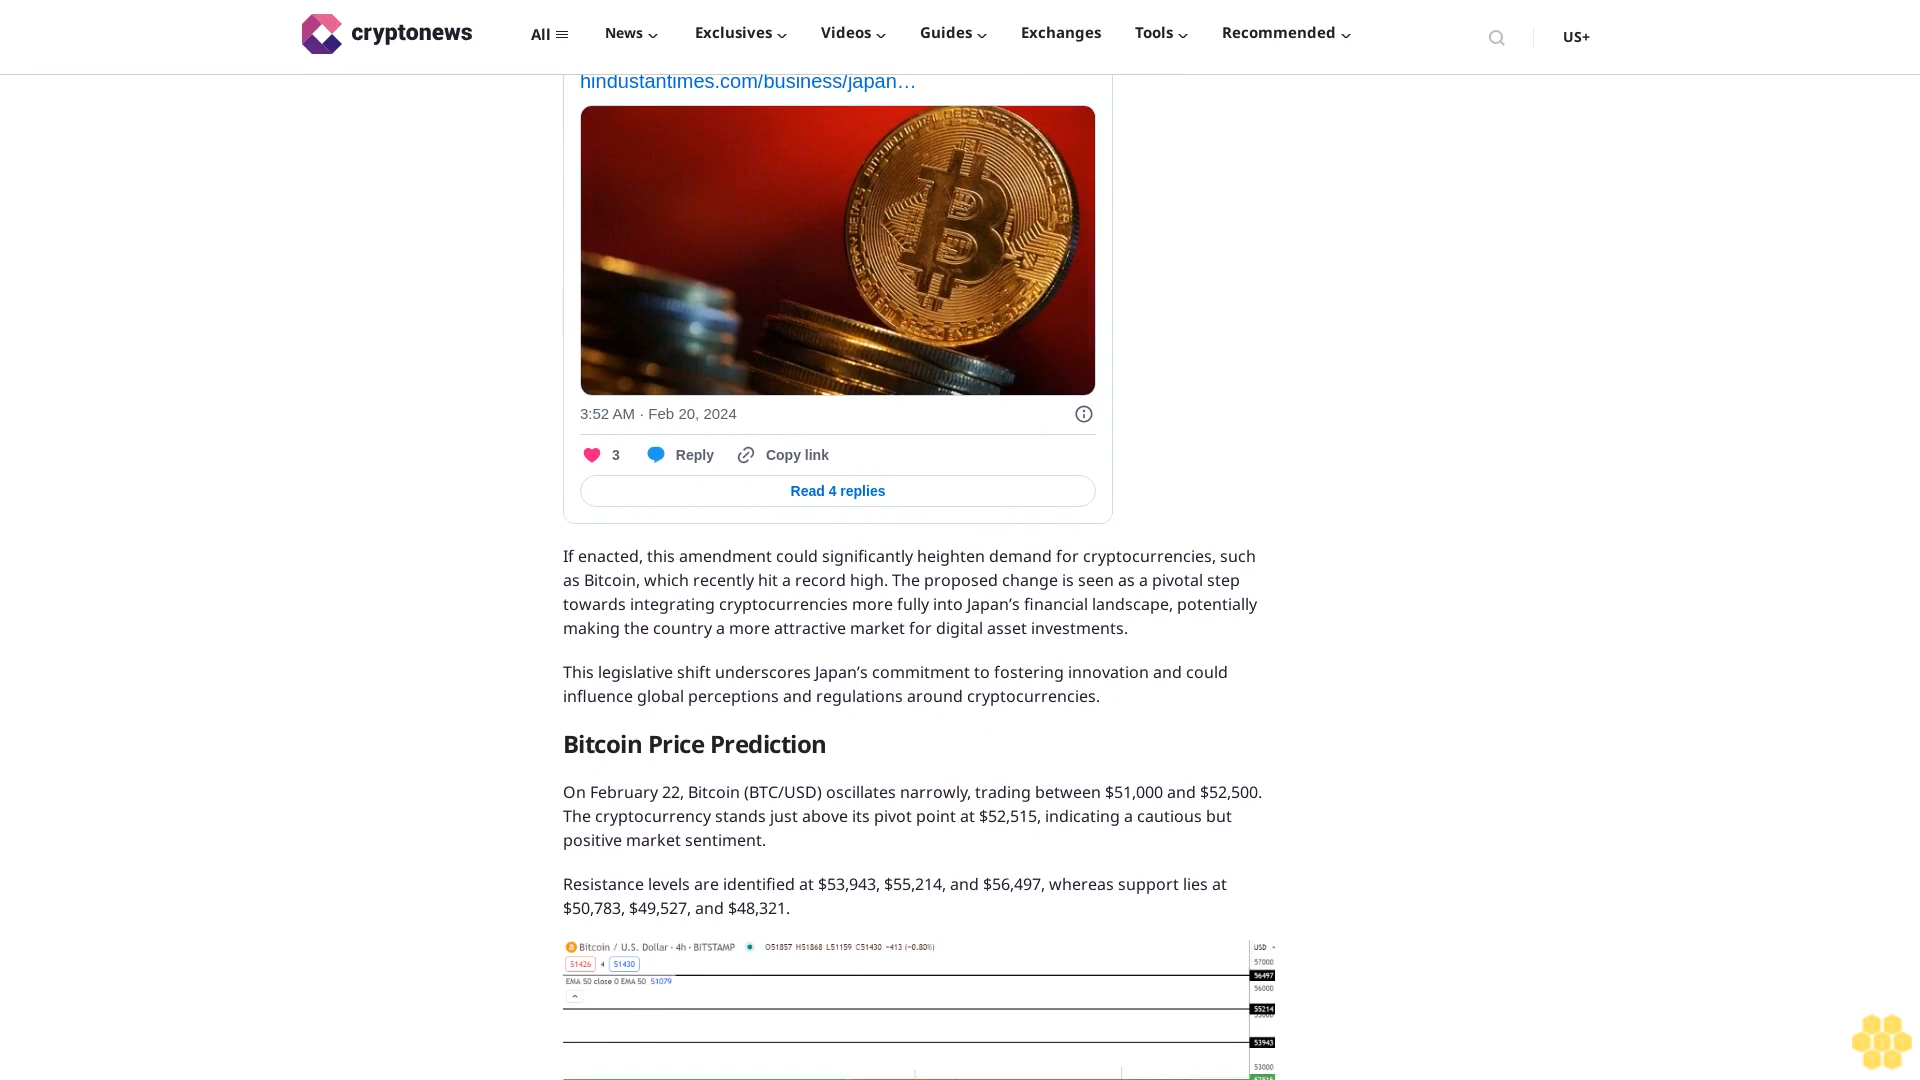 cryptonews
All
News
Exclusives
Videos
Guides
Exchanges
Tools
Recommended
US+
hindustantimes.com/business/japan…
3:52 AM · Feb 20, 2024
3
Reply
Copy link
Read 4 replies
If enacted, this amendment could significantly heighten demand for cryptocurrencies, such
as Bitcoin, which recently hit a record high. The proposed change is seen as a pivotal step
towards integrating cryptocurrencies more fully into Japan’s financial landscape, potentially
making the country a more attractive market for digital asset investments.
This legislative shift underscores Japan’s commitment to fostering innovation and could
influence global perceptions and regulations around cryptocurrencies.
Bitcoin Price Prediction
On February 22, Bitcoin (BTC/USD) oscillates narrowly, trading between $51,000 and $52,500.
The cryptocurrency stands just above its pivot point at $52,515, indicating a cautious but
positive market sentiment.
Resistance levels are identified at $53,943, $55,214, and $56,497, whereas support lies at
$50,783, $49,527, and $48,321.
Bitcoin / U.S. Dollar · 4h · BITSTAMP O51857 H51868 L51159 C51430 −413 (−0.80%)
USD
51426 4 51430
57000
56497
EMA 50 close 0 EMA 50 51079
56000
55214
53943
53000